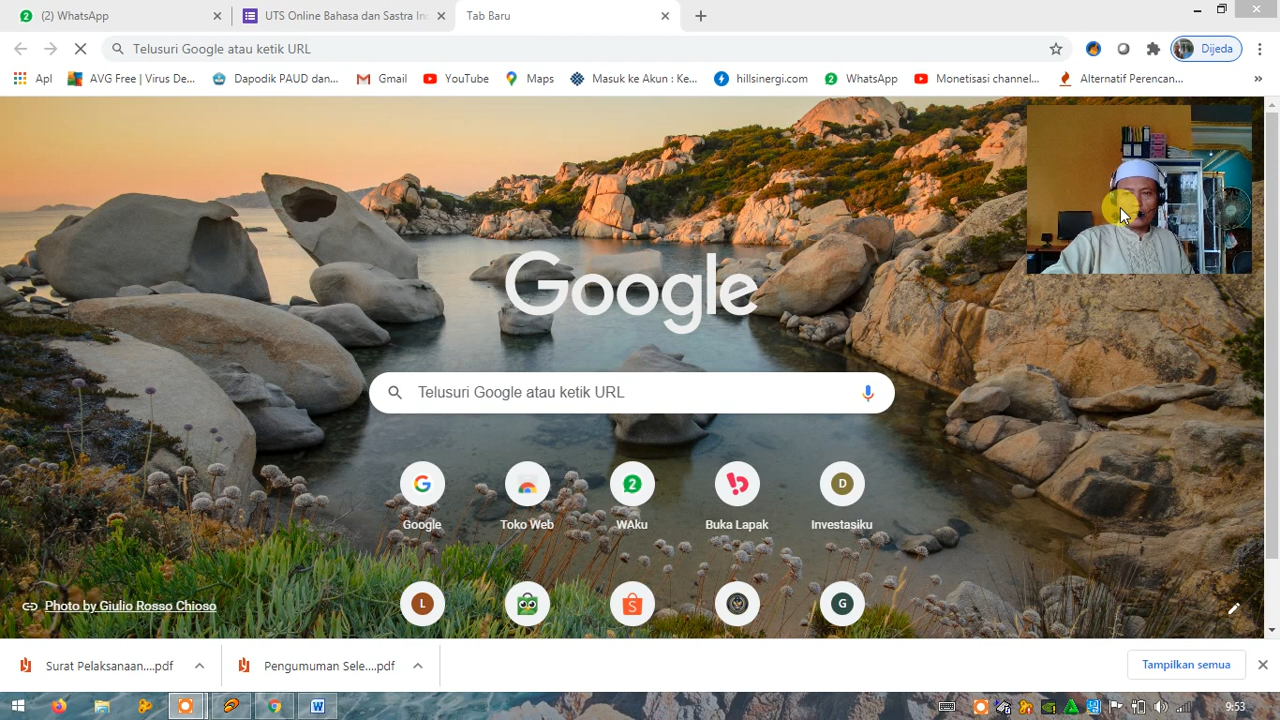 (2) WhatsApp
UTS Online Bahasa dan Sastra In
Tab Baru
Telusuri Google atau ketik URL
Dijeda
Apl
AVG Free | Virus De...
Dapodik PAUD dan...
Gmail
YouTube
Maps
Masuk ke Akun : Ke...
hillsinergi.com
WhatsApp
Monetisasi channel...
Alternatif Perencan...
Google
Telusuri Google atau ketik URL
Google
Toko Web
WAku
Buka Lapak
D
Investasiku
L
G
Photo by Giulio Rosso Chioso
Surat Pelaksanaan....pdf
Pengumuman Sele....pdf
Tampilkan semua
9:53